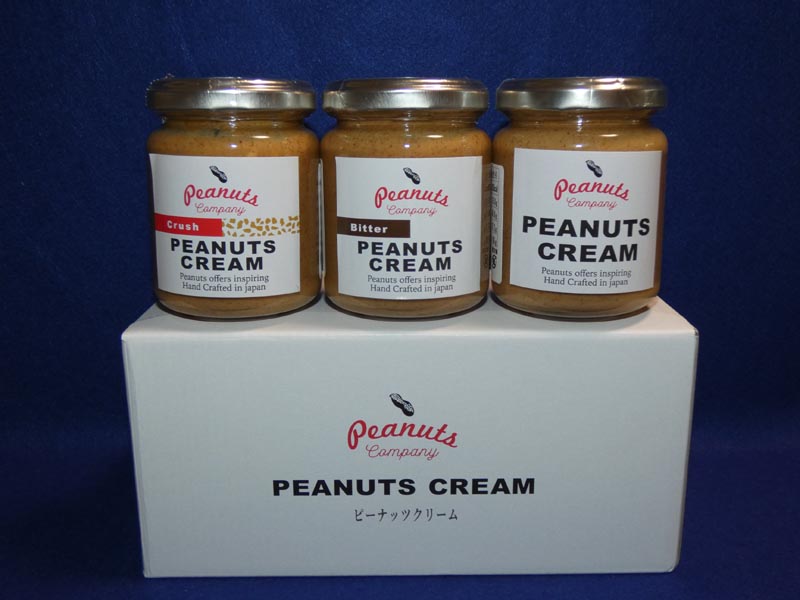 Peanuts
Company
Crush
PEANUTS
CREAM
Peanuts offers inspiring
Hand Crafted in japan
Peanuts
Company
Bitter
PEANUTS
CREAM
Peanuts offers inspiring
Hand Crafted in japan
Peanuts
Company
PEANUTS
CREAM
Peanuts offers inspiring
Hand Crafted in japan
Peanuts
Company
PEANUTS CREAM
ピーナッツクリーム